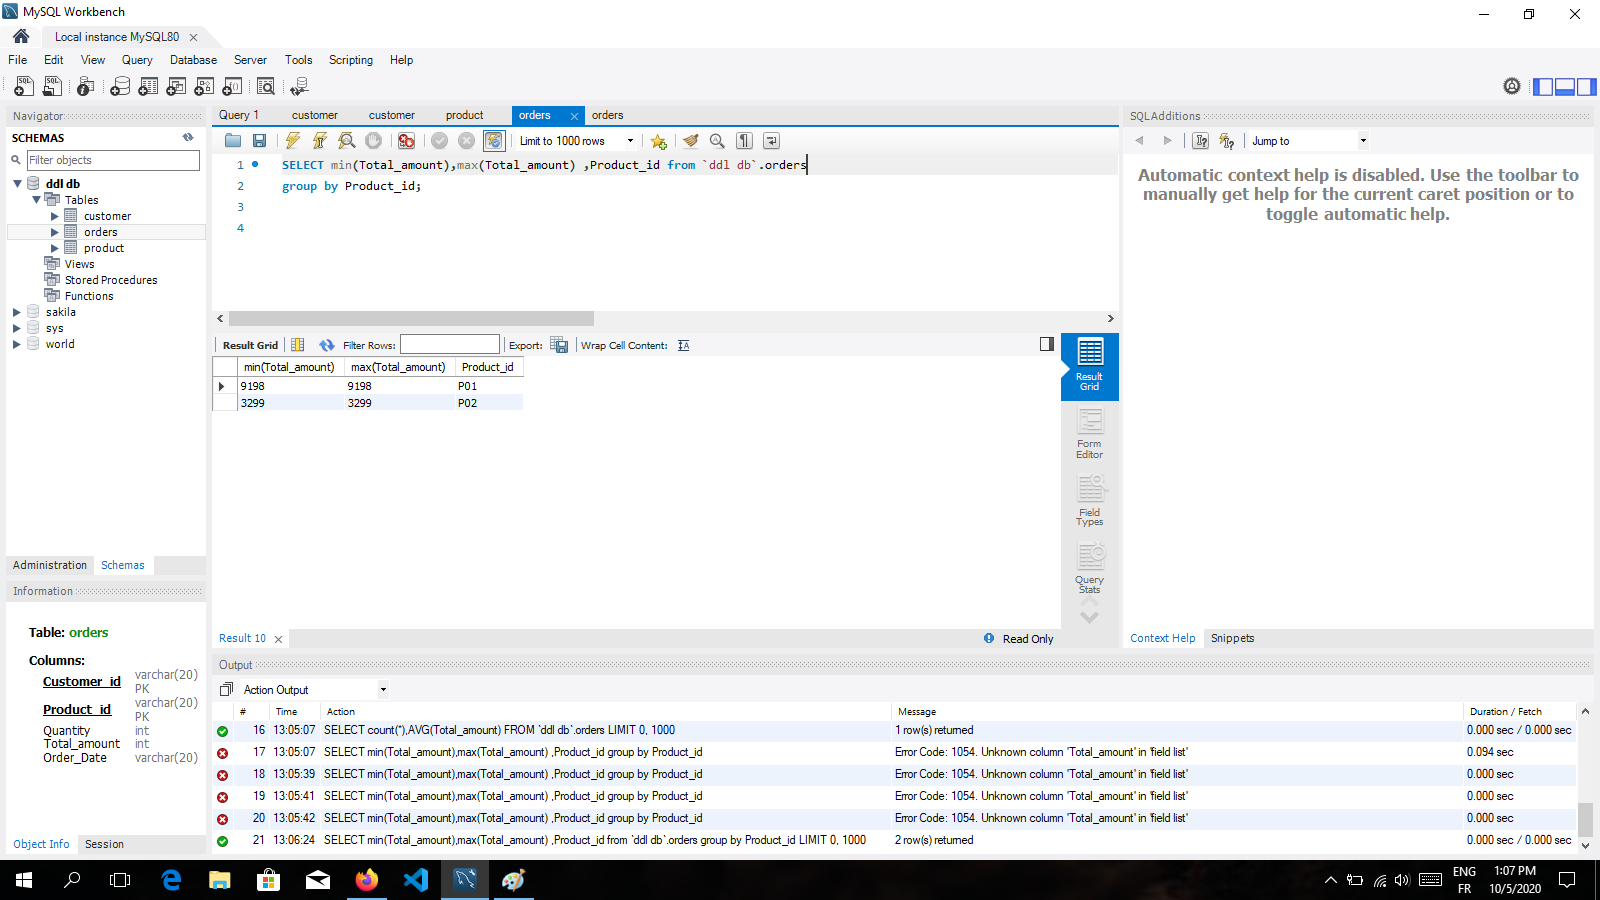 MySQL Workbench
Local instance MySQL80
File Edit View Query Database Server Tools Scripting Help
Navigator
SCHEMAS
Filter objects
ddl db
Tables
customer
orders
product
Views
Stored Procedures
Functions
sakila
sys
world
Administration Schemas
Information
Table: orders
Columns:
Customer_id varchar(20) PK
Product_id varchar(20) PK
Quantity int
Total_amount int
Order_Date varchar(20)
Object Info Session
Query 1 customer customer product orders orders
Limit to 1000 rows
1 SELECT min(Total_amount),max(Total_amount) ,Product_id from `ddl db`.orders
2 group by Product_id;
3
4
Result Grid Filter Rows: Export: Wrap Cell Content:
min(Total_amount) max(Total_amount) Product_id
9198 9198 P01
3299 3299 P02
Result Grid
Form Editor
Field Types
Query Stats
Result 10 Read Only
SQLAdditions
Jump to
Automatic context help is disabled. Use the toolbar to
manually get help for the current caret position or to
toggle automatic help.
Context Help Snippets
Output
Action Output
# Time Action Message Duration / Fetch
16 13:05:07 SELECT count(*),AVG(Total_amount) FROM `ddl db`.orders LIMIT 0, 1000 1 row(s) returned 0.000 sec / 0.000 sec
17 13:05:07 SELECT min(Total_amount),max(Total_amount) ,Product_id group by Product_id Error Code: 1054. Unknown column 'Total_amount' in 'field list' 0.094 sec
18 13:05:39 SELECT min(Total_amount),max(Total_amount) ,Product_id group by Product_id Error Code: 1054. Unknown column 'Total_amount' in 'field list' 0.000 sec
19 13:05:41 SELECT min(Total_amount),max(Total_amount) ,Product_id group by Product_id Error Code: 1054. Unknown column 'Total_amount' in 'field list' 0.000 sec
20 13:05:42 SELECT min(Total_amount),max(Total_amount) ,Product_id group by Product_id Error Code: 1054. Unknown column 'Total_amount' in 'field list' 0.000 sec
21 13:06:24 SELECT min(Total_amount),max(Total_amount) ,Product_id from `ddl db`.orders group by Product_id LIMIT 0, 1000 2 row(s) returned 0.000 sec / 0.000 sec
ENG 1:07 PM
FR 10/5/2020